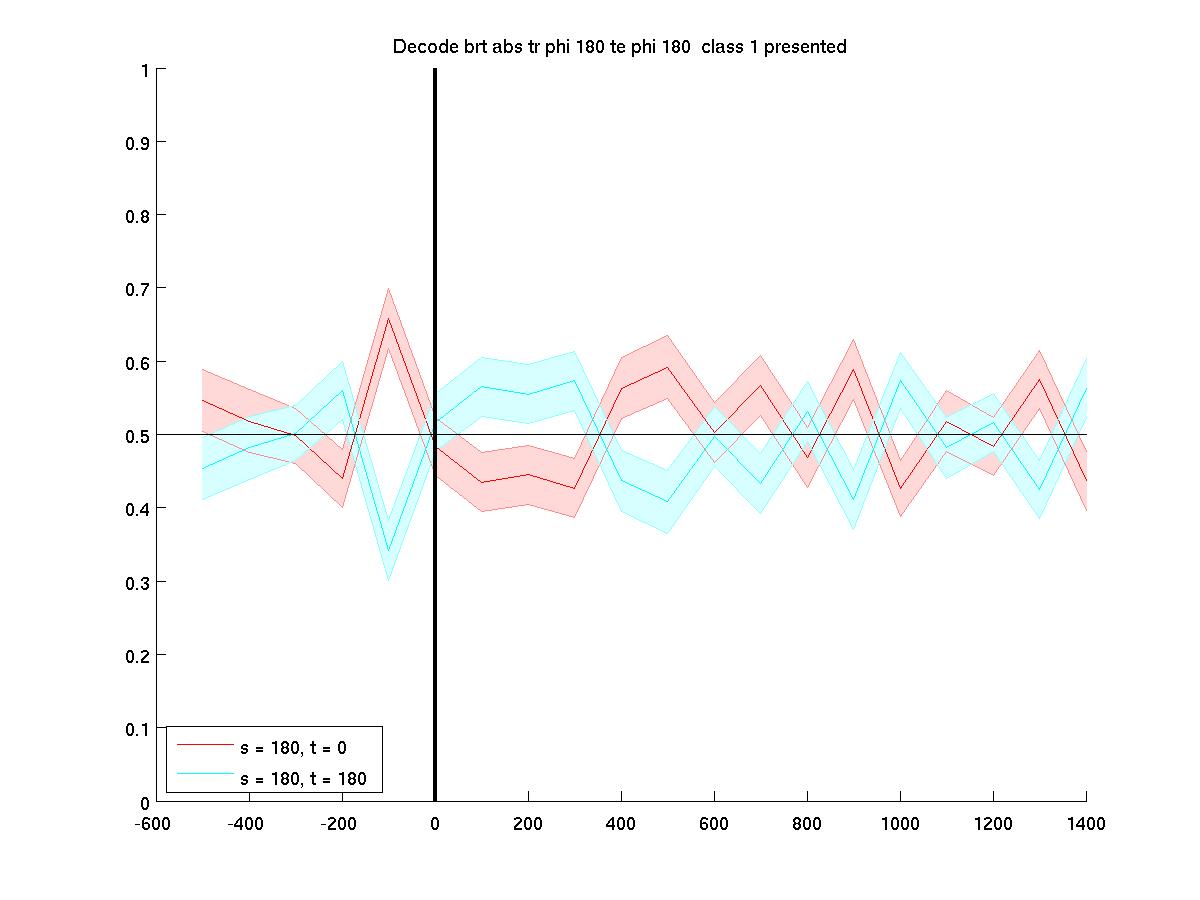 Decode brt abs tr phi 180 te phi 180  class 1 presented
1
0.9
0.8
0.7
0.6
0.5
0.4
0.3
0.2
0.1
0
s = 180, t = 0
s = 180, t = 180
-600 -400 -200 0 200 400 600 800 1000 1200 1400